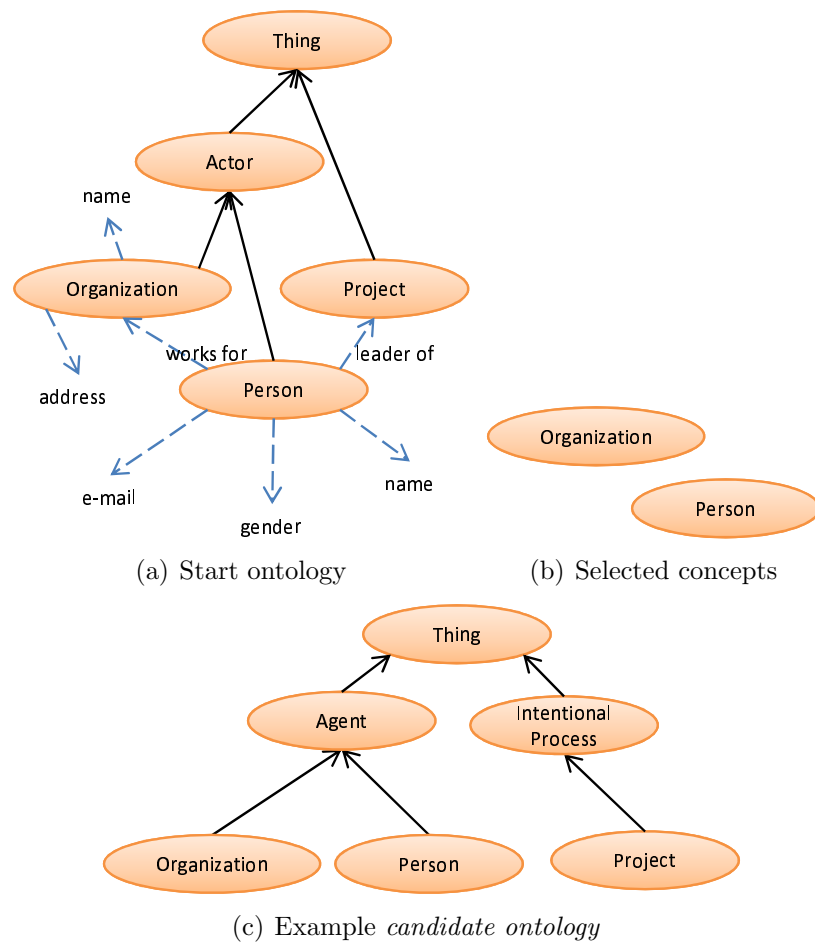 Thing
Actor
name
Organization
Project
works for
leader of
Person
address
e-mail
name
gender
Organization
Person
(a) Start ontology
(b) Selected concepts
Thing
Agent
Intentional
Process
Organization
Person
Project
(c) Example candidate ontology